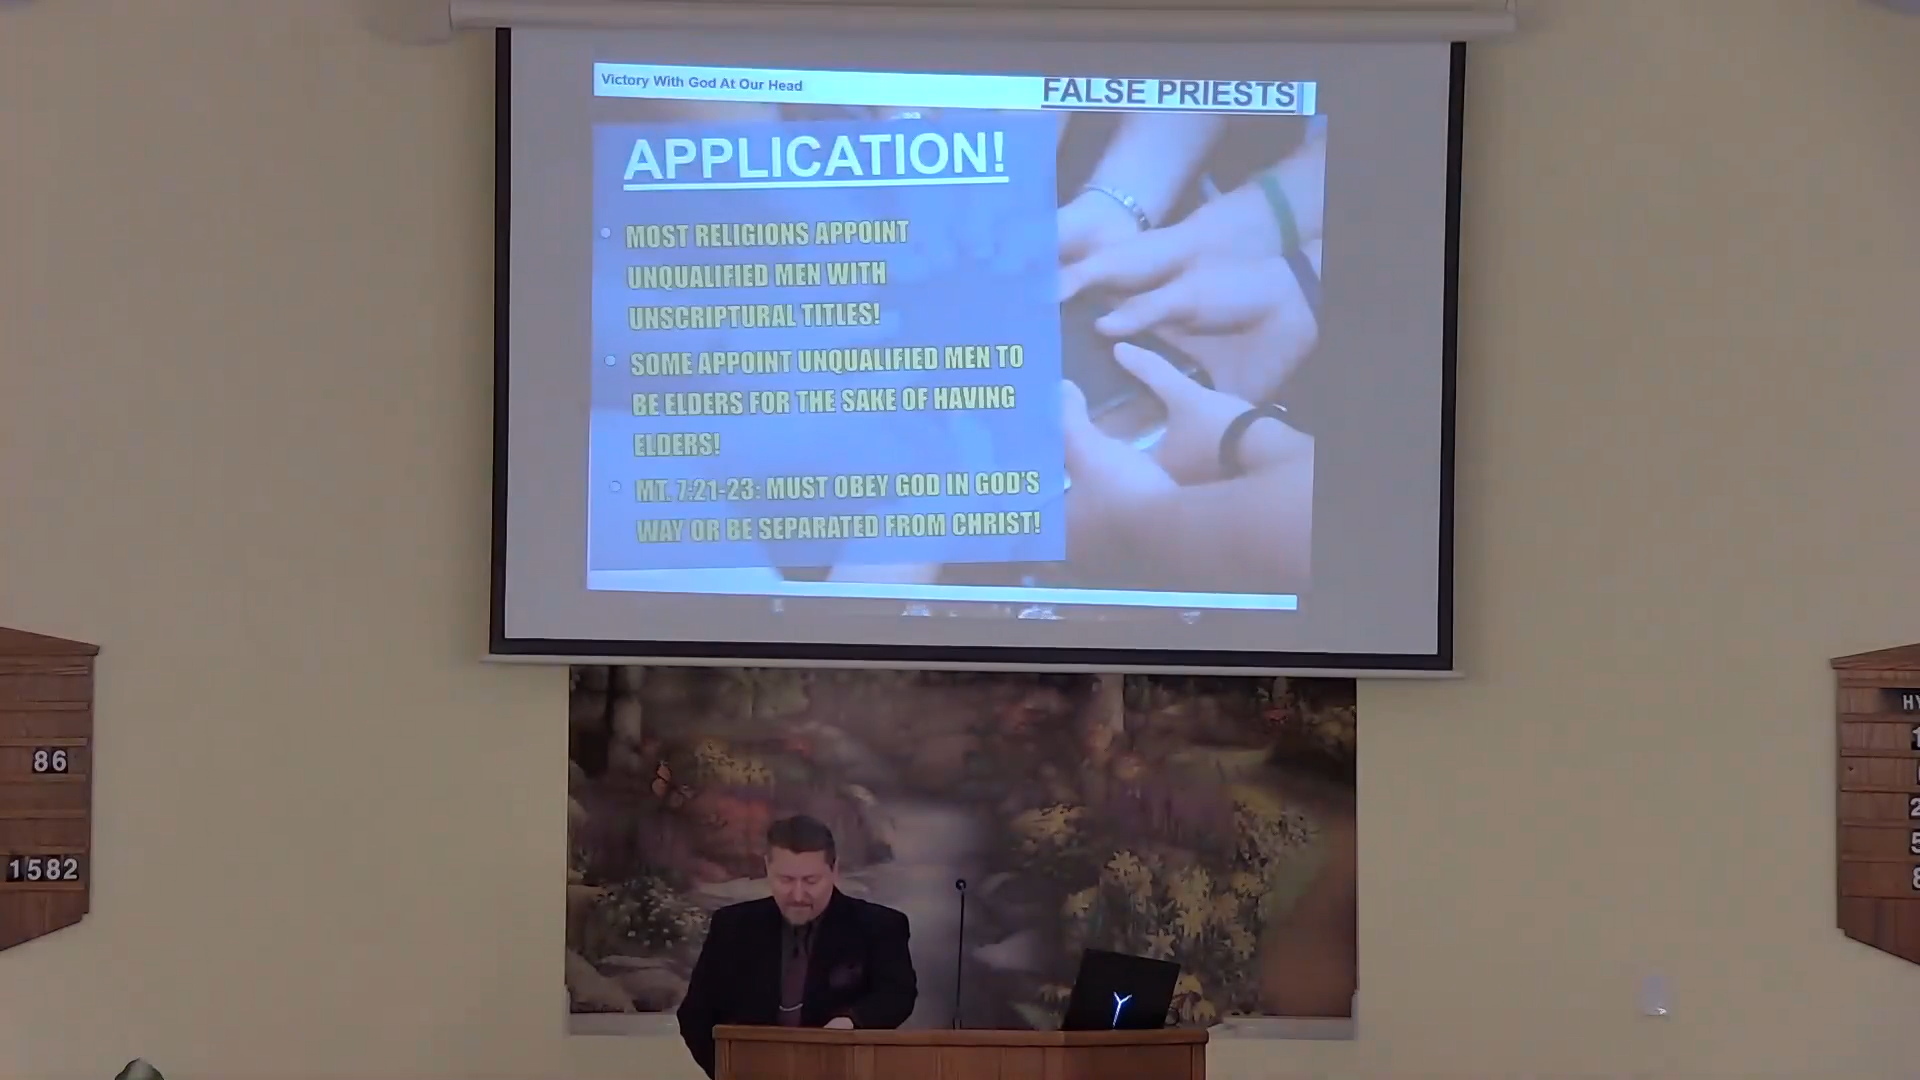 Victory With God At Our Head
FALSE PRIESTS
APPLICATION!
MOST RELIGIONS APPOINT
UNQUALIFIED MEN WITH
UNSCRIPTURAL TITLES!
SOME APPOINT UNQUALIFIED MEN TO
BE ELDERS FOR THE SAKE OF HAVING
ELDERS!
MT. 7:21-23: MUST OBEY GOD IN GOD'S
WAY OR BE SEPARATED FROM CHRIST!
86
1582